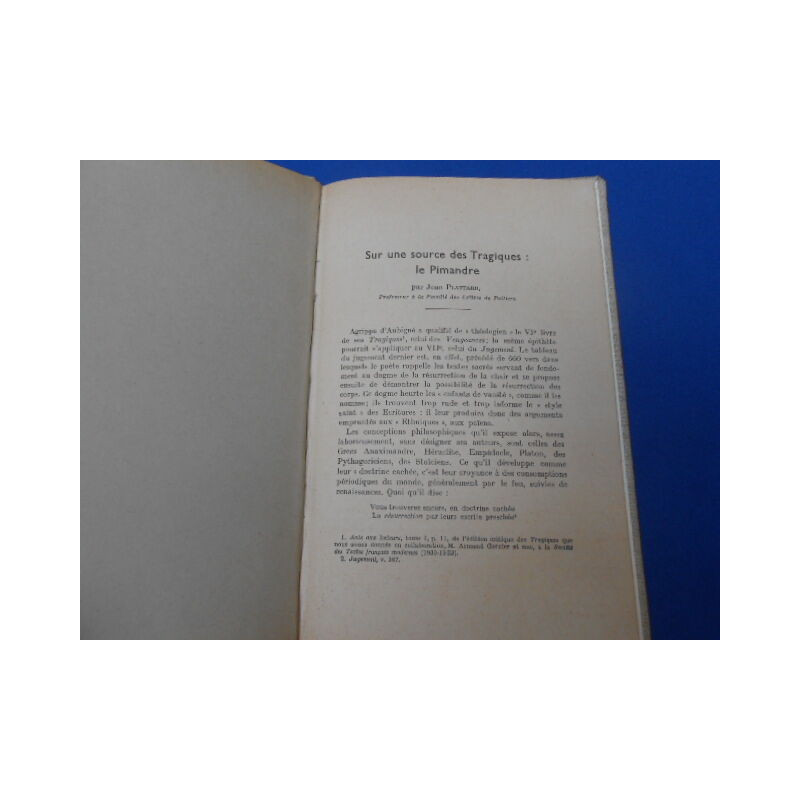 Sur une source des Tragiques :
le Pimandre
par Jean PLATTARD,
Professeur à la Faculté des Lettres de Poitiers.
Agrippa d'Aubigné a qualifié de « théologien » le VIe livre
de ses Tragiques¹, celui des Vengeances; la même épithète
pourrait s'appliquer au VIIe, celui du Jugement. Le tableau
du jugement dernier est, en effet, précédé de 660 vers dans
lesquels le poète rappelle les textes sacrés servant de fonde-
ment au dogme de la résurrection de la chair et se propose
ensuite de démontrer la possibilité de la résurrection des
corps. Ce dogme heurte les « enfants de vanité », comme il les
nomme; ils trouvent trop rude et trop informe le « style
saint » des Ecritures : il leur produira donc des arguments
empruntés aux « Ethniques », aux païens.
Les conceptions philosophiques qu'il expose alors, assez
laborieusement, sans désigner ses auteurs, sont celles des
Grecs Anaximandre, Héraclite, Empédocle, Platon, des
Pythagoriciens, des Stoïciens. Ce qu'il développe comme
leur « doctrine cachée, c'est leur croyance à des consomptions
périodiques du monde, généralement par le feu, suivies de
renaissances. Quoi qu'il dise :
Vous trouverez encore, en doctrine cachée
La résurrection par leurs escrits preschée²
1. Avis aux lecteurs, tome I, p. 11, de l'édition critique des Tragiques que
nous avons donnée en collaboration, M. Armand Garnier et moi, à la Société
des Textes français modernes (1932-1933).
2. Jugement, v. 367.